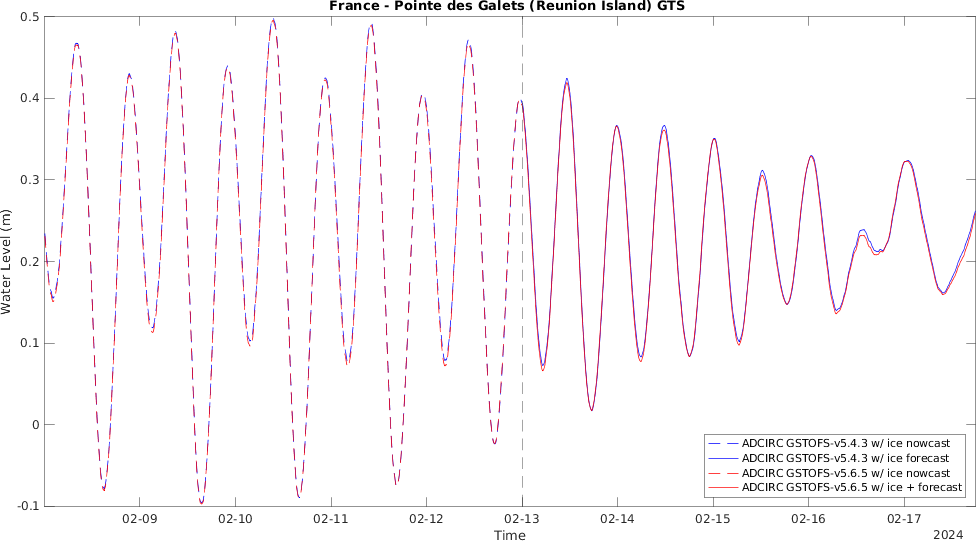 France - Pointe des Galets (Reunion Island) GTS
0.5
0.4
0.3
0.2
0.1
0
-0.1
Water Level (m)
02-09 02-10 02-11 02-12 02-13 02-14 02-15 02-16 02-17
Time
2024
ADCIRC GSTOFS-v5.4.3 w/ ice nowcast
ADCIRC GSTOFS-v5.4.3 w/ ice forecast
ADCIRC GSTOFS-v5.6.5 w/ ice nowcast
ADCIRC GSTOFS-v5.6.5 w/ ice + forecast